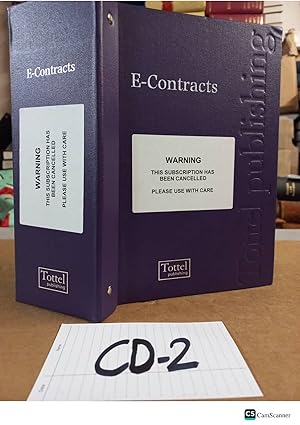 E-Contracts
WARNING
THIS SUBSCRIPTION HAS
BEEN CANCELLED
PLEASE USE WITH CARE
Tottel
publishing
E-Contracts
WARNING
THIS SUBSCRIPTION HAS
BEEN CANCELLED
PLEASE USE WITH CARE
Tottel
publishing
Tottel publishing
CD-2
CS CamScanner